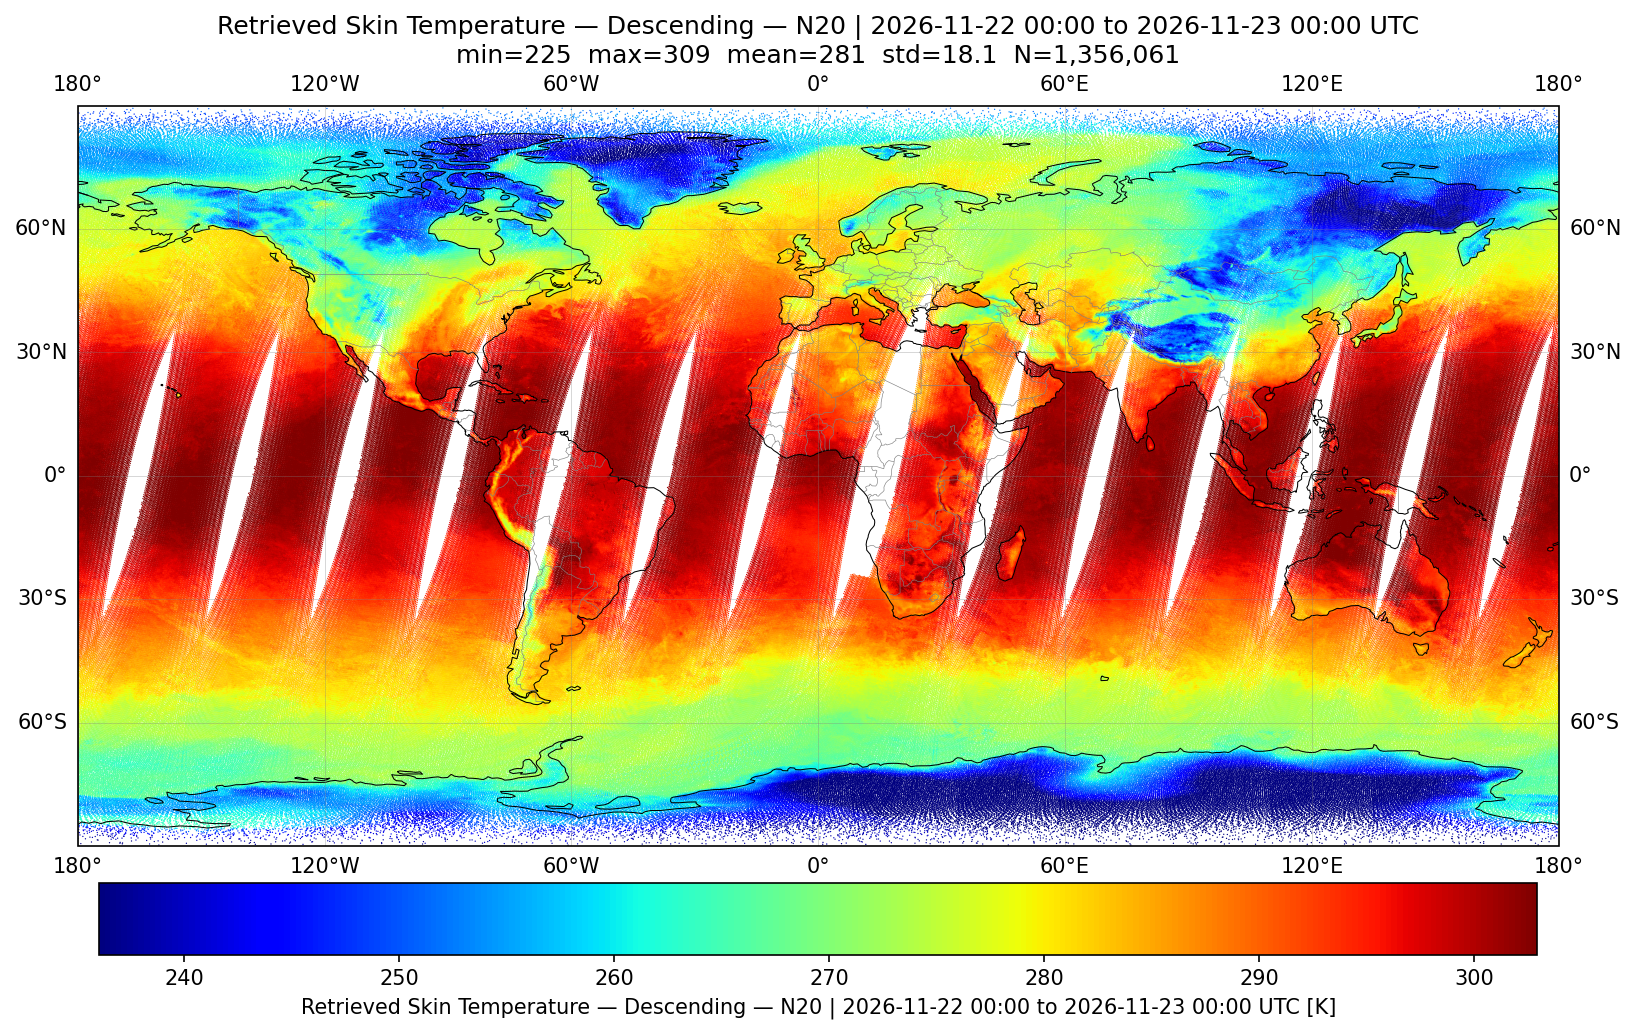 Retrieved Skin Temperature — Descending — N20 | 2026-11-22 00:00 to 2026-11-23 00:00 UTC
min=225  max=309  mean=281  std=18.1  N=1,356,061
180° 120°W 60°W 0° 60°E 120°E 180°
60°N 60°N
30°N 30°N
0° 0°
30°S 30°S
60°S 60°S
180° 120°W 60°W 0° 60°E 120°E 180°
240 250 260 270 280 290 300
Retrieved Skin Temperature — Descending — N20 | 2026-11-22 00:00 to 2026-11-23 00:00 UTC [K]